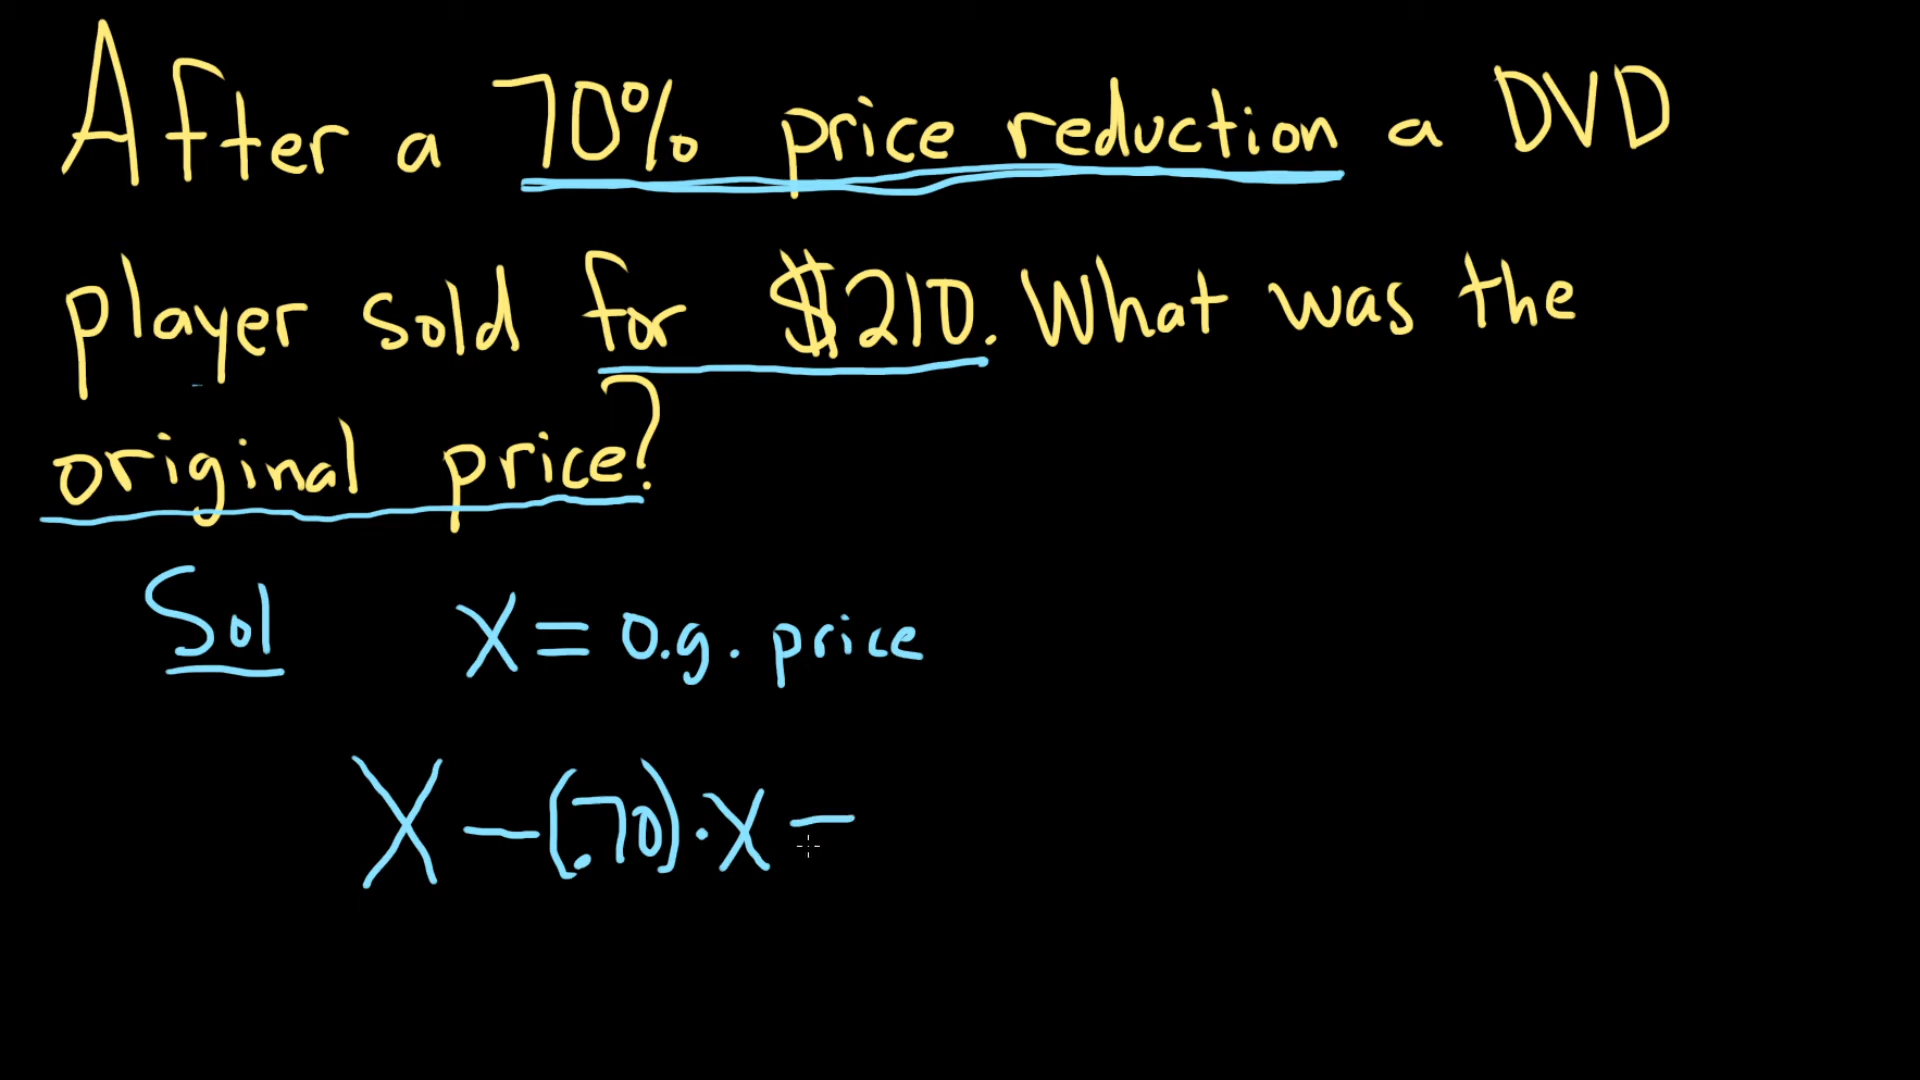 After a 70% price reduction a DVD
player sold for $210. What was the
original price?
Sol X = o.g. price
X - (.70) · X =